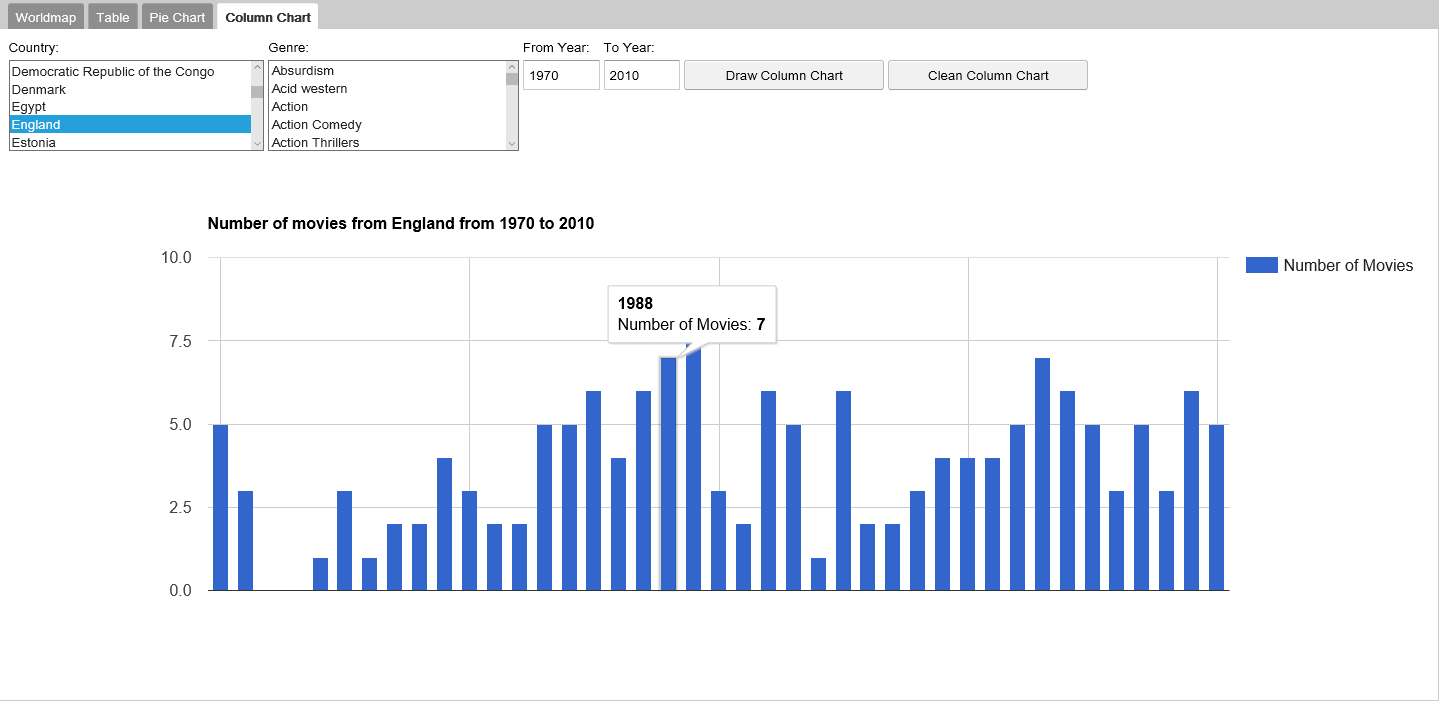 Worldmap Table Pie Chart Column Chart
Country: Genre: From Year: To Year:
Democratic Republic of the Congo
Denmark
Egypt
England
Estonia
Absurdism
Acid western
Action
Action Comedy
Action Thrillers
1970 2010 Draw Column Chart Clean Column Chart
Number of movies from England from 1970 to 2010
10.0
7.5
5.0
2.5
0.0
1988
Number of Movies: 7
Number of Movies